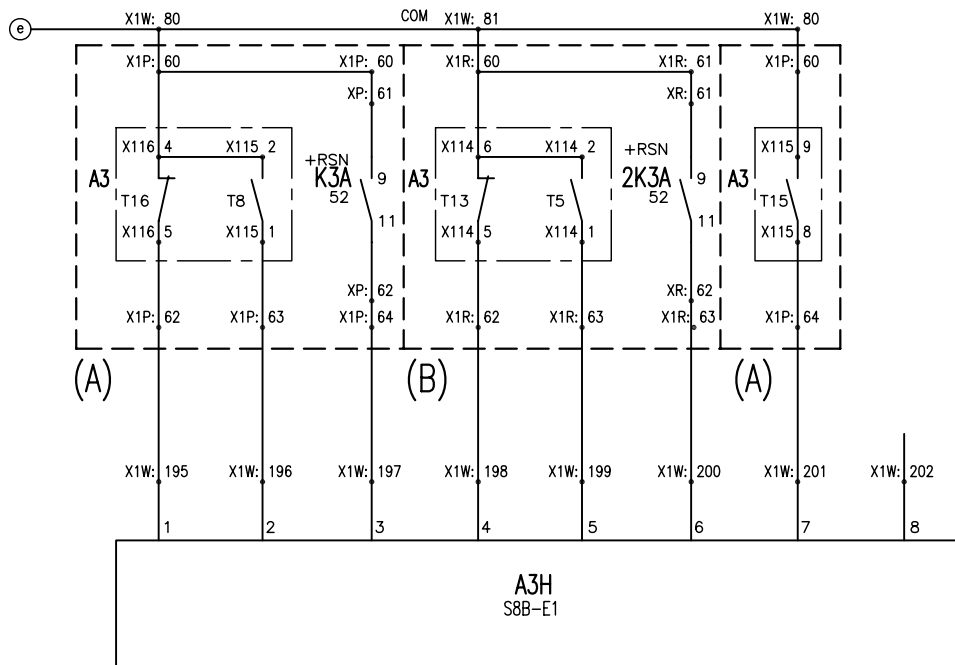 e X1W: 80 COM X1W: 81 X1W: 80
X1P: 60 X1P: 60 X1R: 60 X1R: 61 X1P: 60
XP: 61 XR: 61
X116 4 X115 2 X114 6 X114 2 X115 9
+RSN +RSN
A3 K3A 9 A3 2K3A 9 A3
52 52
T16 T8 T13 T5 T15
11 11
X116 5 X115 1 X114 5 X114 1 X115 8
XP: 62 XR: 62
X1P: 62 X1P: 63 X1P: 64 X1R: 62 X1R: 63 X1R: 63 X1P: 64
(A) (B) (A)
X1W: 195 X1W: 196 X1W: 197 X1W: 198 X1W: 199 X1W: 200 X1W: 201 X1W: 202
1 2 3 4 5 6 7 8
A3H
S8B-E1